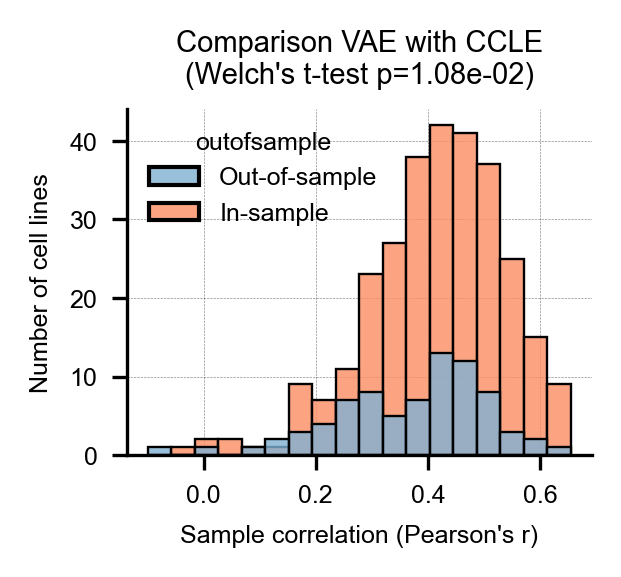 Comparison VAE with CCLE
(Welch's t-test p=1.08e-02)
outofsample
Out-of-sample
In-sample
Number of cell lines
40
30
20
10
0
0.0 0.2 0.4 0.6
Sample correlation (Pearson's r)